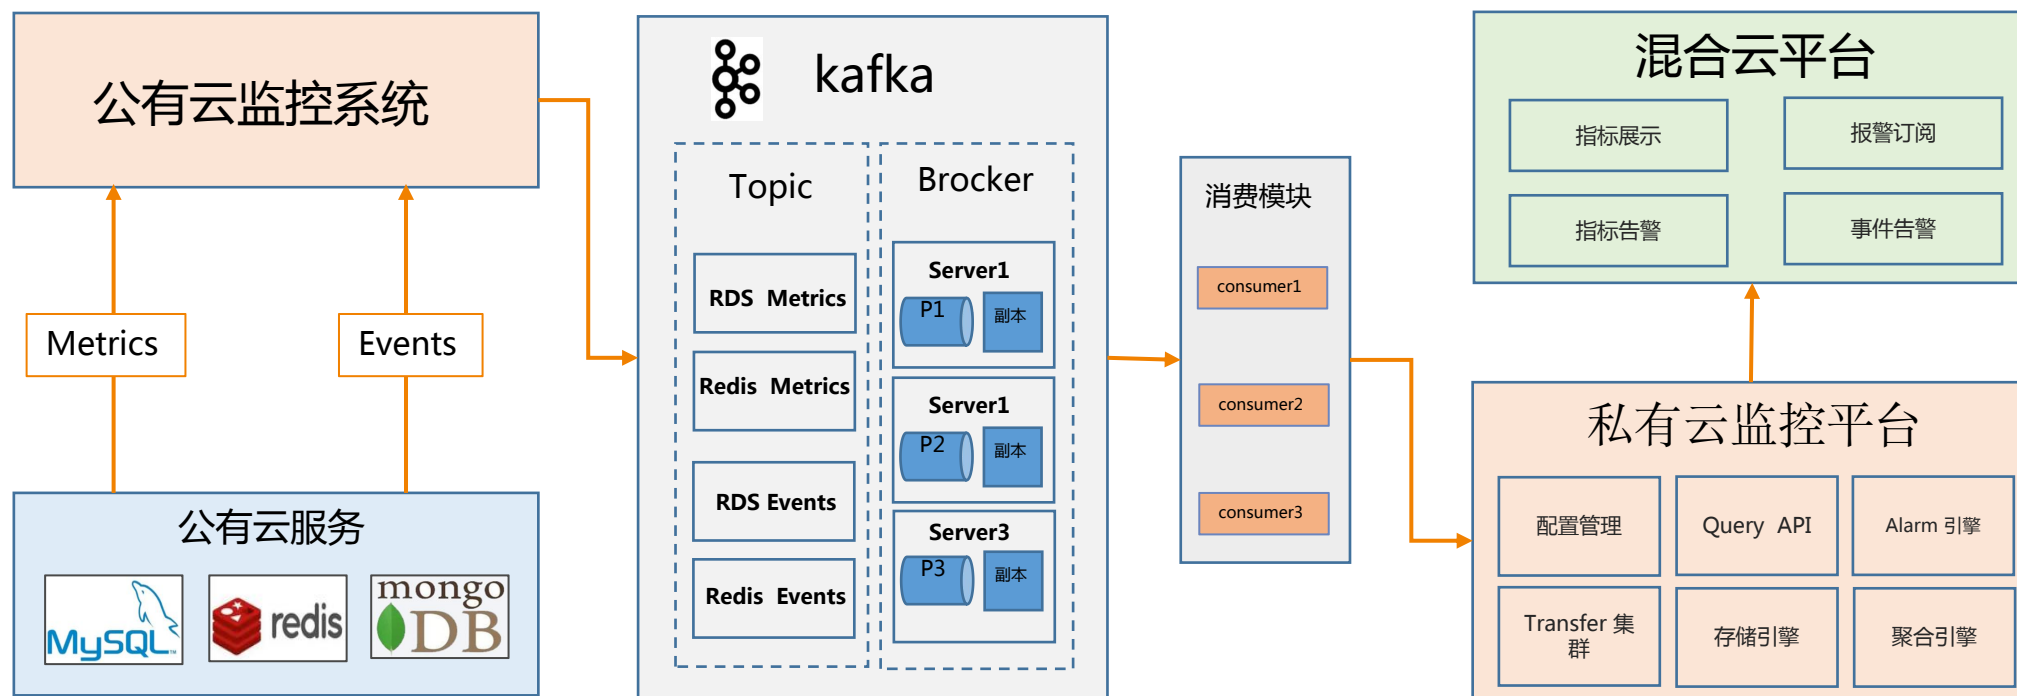 公有云监控系统
Metrics
Events
公有云服务
MySQL
redis
mongo
DB
kafka
Topic
RDS Metrics
Redis Metrics
RDS Events
Redis Events
Brocker
Server1
P1
副本
Server1
P2
副本
Server3
P3
副本
消费模块
consumer1
consumer2
consumer3
混合云平台
指标展示
报警订阅
指标告警
事件告警
私有云监控平台
配置管理
Query API
Alarm 引擎
Transfer 集
群
存储引擎
聚合引擎